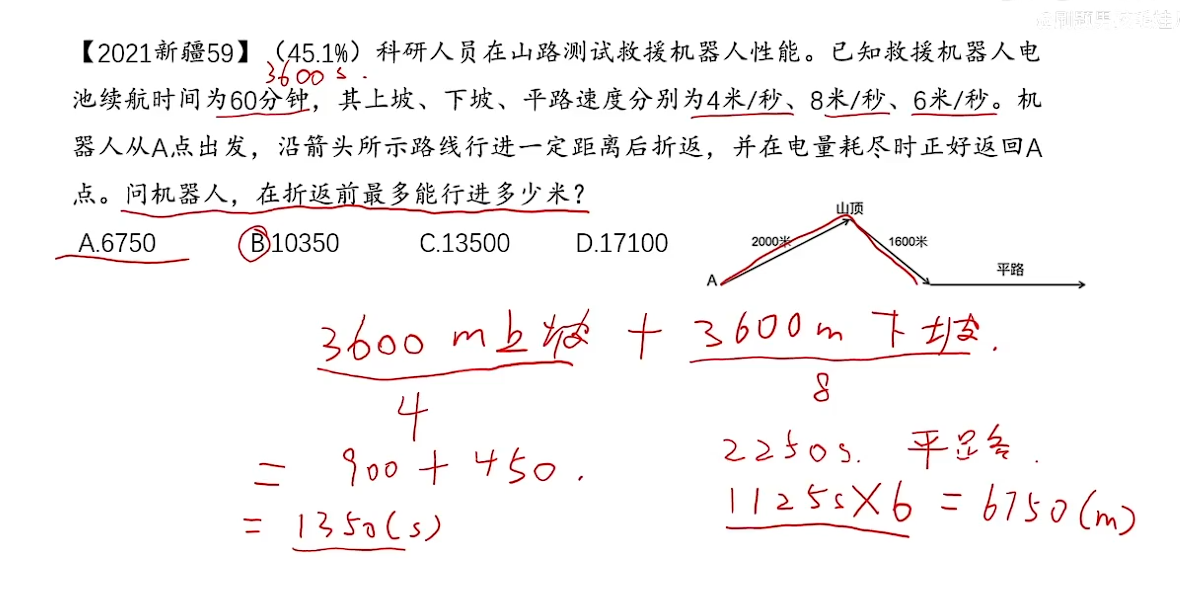 【2021新疆59】（45.1%）科研人员在山路测试救援机器人性能。已知救援机器人电
3600 s.
池续航时间为60分钟，其上坡、下坡、平路速度分别为4米/秒、8米/秒、6米/秒。机
器人从A点出发，沿箭头所示路线行进一定距离后折返，并在电量耗尽时正好返回A
点。问机器人，在折返前最多能行进多少米？
A.6750 B.10350 C.13500 D.17100
山顶
2000米 1600米
A 平路
3600 m上坡 + 3600m 下坡.
4 8
= 900 + 450.
= 1350(s)
2250s. 平路.
1125s×6 = 6750(m)